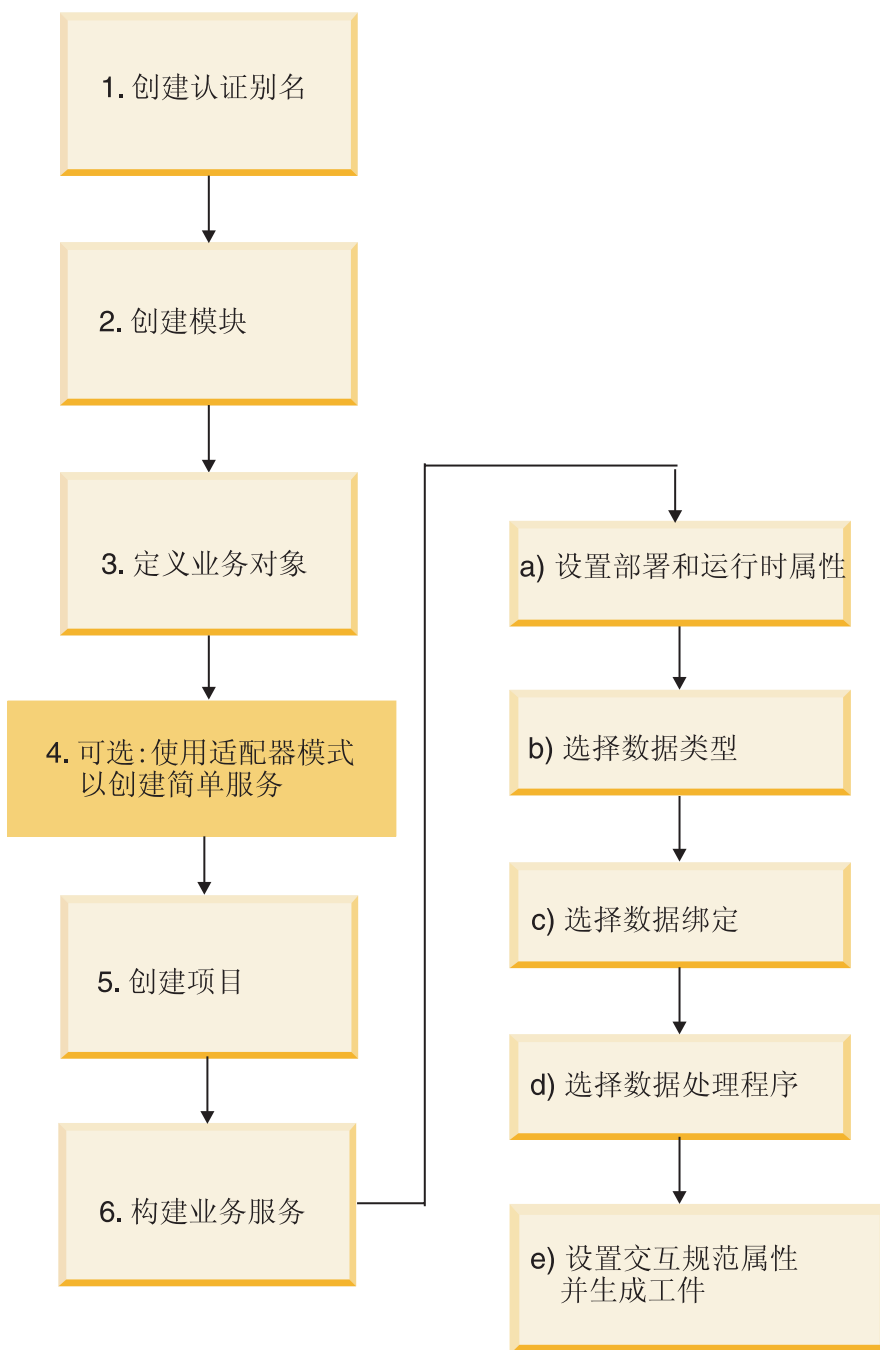 1. 创建认证别名
2. 创建模块
3. 定义业务对象
4. 可选:使用适配器模式
以创建简单服务
5. 创建项目
6. 构建业务服务
a) 设置部署和运行时属性
b) 选择数据类型
c) 选择数据绑定
d) 选择数据处理程序
e) 设置交互规范属性
并生成工件